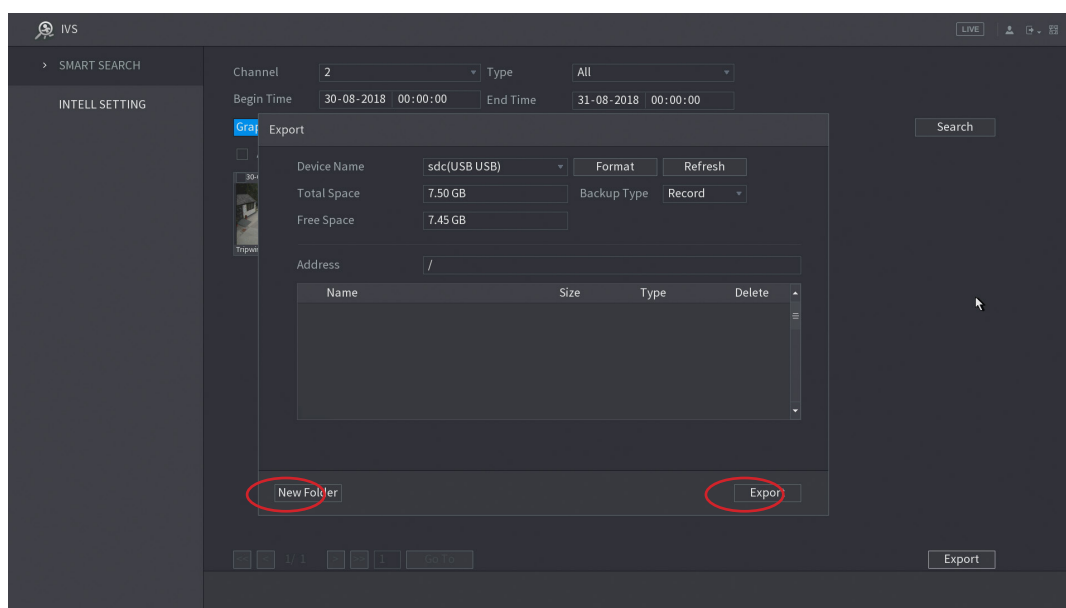 IVS
LIVE
SMART SEARCH
INTELL SETTING
Channel 2 Type All
Begin Time 30-08-2018 00:00:00 End Time 31-08-2018 00:00:00
Search
Export
Device Name sdc(USB USB) Format Refresh
Total Space 7.50 GB Backup Type Record
Free Space 7.45 GB
Address /
Name Size Type Delete
New Folder Export
1/ 1 1 Go To
Export